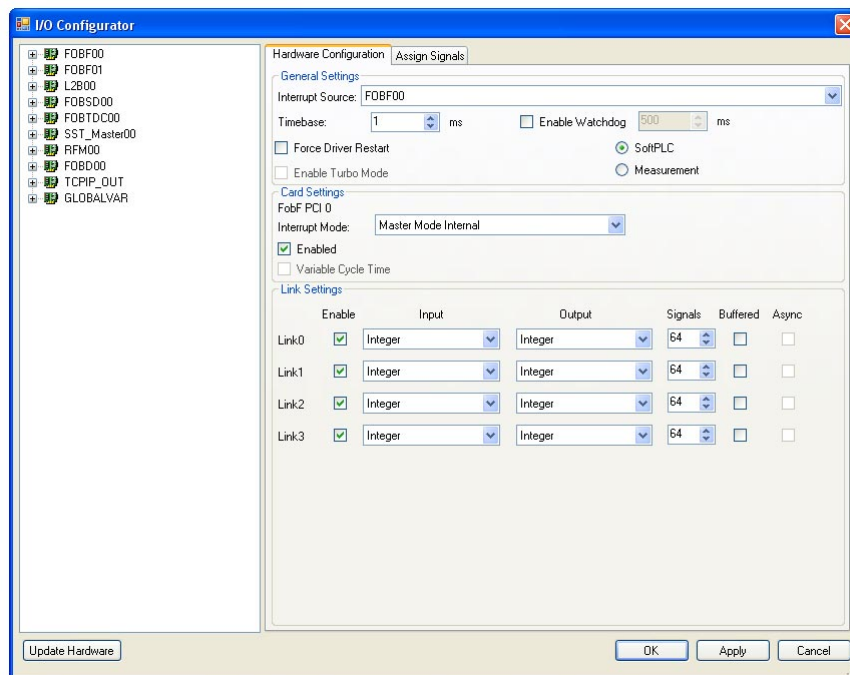 I/O Configurator
FOBF00
FOBF01
L2B00
FOBSD00
FOBTDC00
SST_Master00
RFM00
FOBD00
TCPIP_OUT
GLOBALVAR
Hardware Configuration Assign Signals
General Settings
Interrupt Source: FOBF00
Timebase: 1 ms Enable Watchdog 500 ms
Force Driver Restart SoftPLC
Enable Turbo Mode Measurement
Card Settings
FobF PCI 0
Interrupt Mode: Master Mode Internal
Enabled
Variable Cycle Time
Link Settings
Enable Input Output Signals Buffered Async
Link0 Integer Integer 64
Link1 Integer Integer 64
Link2 Integer Integer 64
Link3 Integer Integer 64
Update Hardware OK Apply Cancel